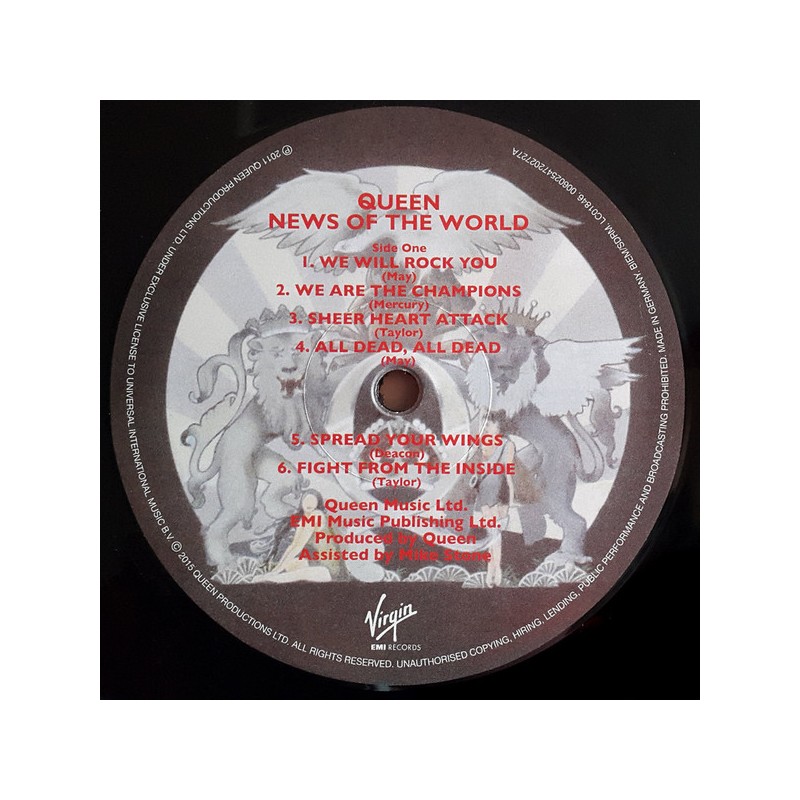 QUEEN
NEWS OF THE WORLD
Side One
1. WE WILL ROCK YOU
(May)
2. WE ARE THE CHAMPIONS
(Mercury)
3. SHEER HEART ATTACK
(Taylor)
4. ALL DEAD, ALL DEAD
(May)
5. SPREAD YOUR WINGS
(Deacon)
6. FIGHT FROM THE INSIDE
(Taylor)
Queen Music Ltd.
EMI Music Publishing Ltd.
Produced by Queen
Assisted by Mike Stone
Virgin
EMI RECORDS
℗ 2011 QUEEN PRODUCTIONS LTD. UNDER EXCLUSIVE LICENSE TO UNIVERSAL INTERNATIONAL MUSIC B.V. © 2015 QUEEN PRODUCTIONS LTD. ALL RIGHTS RESERVED. UNAUTHORISED COPYING, HIRING, LENDING, PUBLIC PERFORMANCE AND BROADCASTING PROHIBITED. MADE IN GERMANY. BIEM/SDRM. LC01846. 00602547202727A